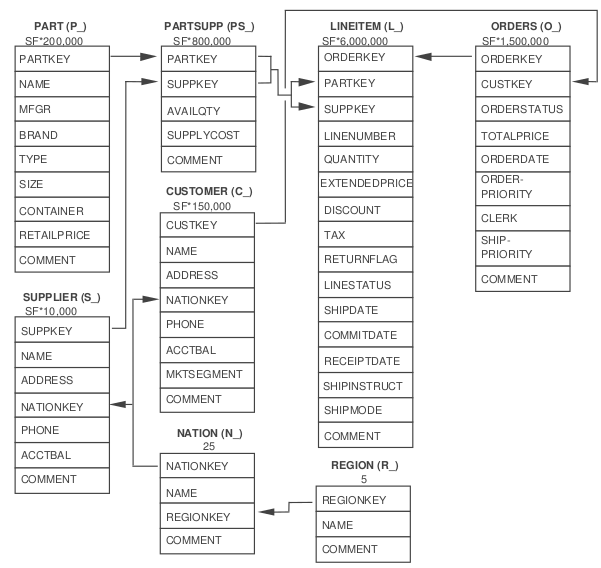 PART (P_)
SF*200,000
PARTKEY
NAME
MFGR
BRAND
TYPE
SIZE
CONTAINER
RETAILPRICE
COMMENT
SUPPLIER (S_)
SF*10,000
SUPPKEY
NAME
ADDRESS
NATIONKEY
PHONE
ACCTBAL
COMMENT
PARTSUPP (PS_)
SF*800,000
PARTKEY
SUPPKEY
AVAILQTY
SUPPLYCOST
COMMENT
CUSTOMER (C_)
SF*150,000
CUSTKEY
NAME
ADDRESS
NATIONKEY
PHONE
ACCTBAL
MKTSEGMENT
COMMENT
NATION (N_)
25
NATIONKEY
NAME
REGIONKEY
COMMENT
LINEITEM (L_)
SF*6,000,000
ORDERKEY
PARTKEY
SUPPKEY
LINENUMBER
QUANTITY
EXTENDEDPRICE
DISCOUNT
TAX
RETURNFLAG
LINESTATUS
SHIPDATE
COMMITDATE
RECEIPTDATE
SHIPINSTRUCT
SHIPMODE
COMMENT
REGION (R_)
5
REGIONKEY
NAME
COMMENT
ORDERS (O_)
SF*1,500,000
ORDERKEY
CUSTKEY
ORDERSTATUS
TOTALPRICE
ORDERDATE
ORDER-
PRIORITY
CLERK
SHIP-
PRIORITY
COMMENT